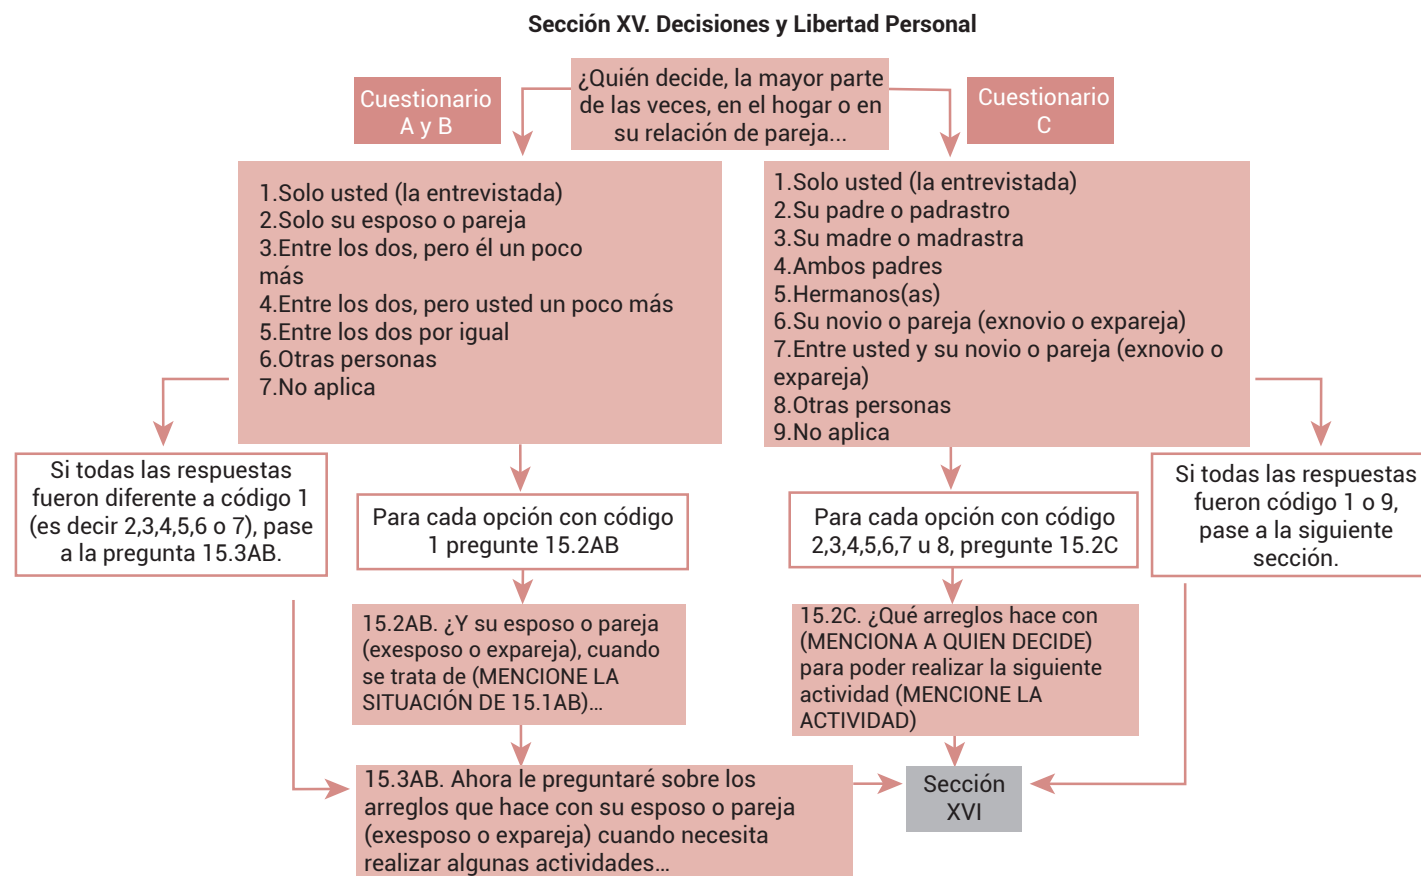 Sección XV. Decisiones y Libertad Personal
Cuestionario
A y B
¿Quién decide, la mayor parte
de las veces, en el hogar o en
su relación de pareja...
Cuestionario
C
1.Solo usted (la entrevistada)
2.Solo su esposo o pareja
3.Entre los dos, pero él un poco
más
4.Entre los dos, pero usted un poco más
5.Entre los dos por igual
6.Otras personas
7.No aplica
1.Solo usted (la entrevistada)
2.Su padre o padrastro
3.Su madre o madrastra
4.Ambos padres
5.Hermanos(as)
6.Su novio o pareja (exnovio o expareja)
7.Entre usted y su novio o pareja (exnovio o
expareja)
8.Otras personas
9.No aplica
Si todas las respuestas
fueron diferente a código 1
(es decir 2,3,4,5,6 o 7), pase
a la pregunta 15.3AB.
Para cada opción con código
1 pregunte 15.2AB
Para cada opción con código
2,3,4,5,6,7 u 8, pregunte 15.2C
Si todas las respuestas
fueron código 1 o 9,
pase a la siguiente
sección.
15.2AB. ¿Y su esposo o pareja
(exesposo o expareja), cuando
se trata de (MENCIONE LA
SITUACIÓN DE 15.1AB)…
15.2C. ¿Qué arreglos hace con
(MENCIONA A QUIEN DECIDE)
para poder realizar la siguiente
actividad (MENCIONE LA
ACTIVIDAD)
15.3AB. Ahora le preguntaré sobre los
arreglos que hace con su esposo o pareja
(exesposo o expareja) cuando necesita
realizar algunas actividades…
Sección
XVI